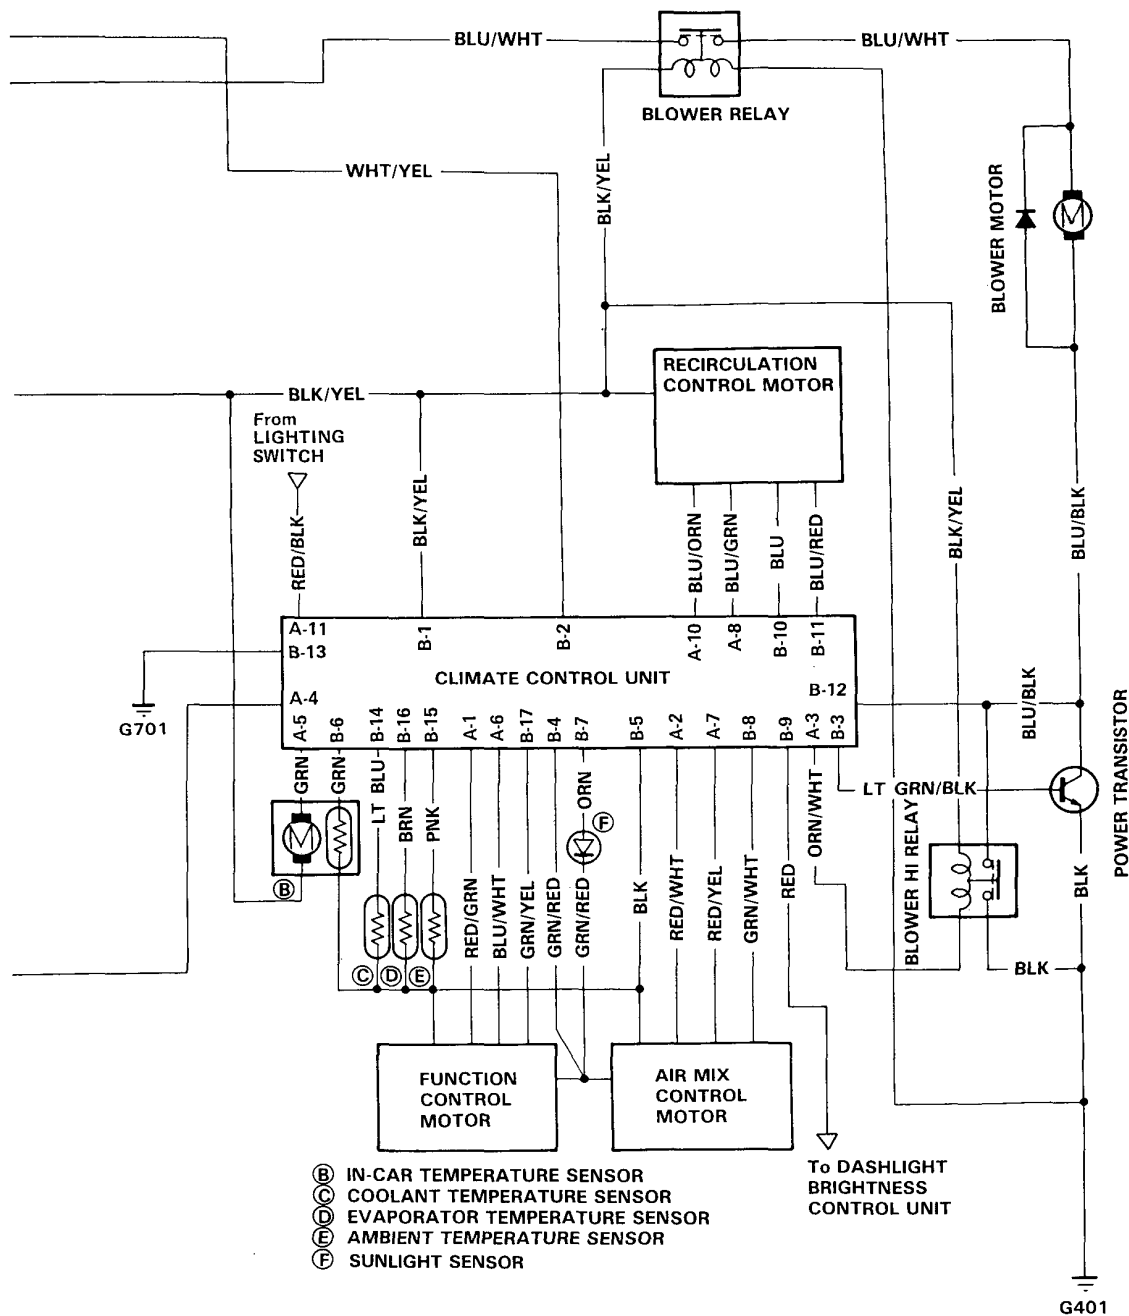 BLU/WHT
BLU/WHT
BLOWER RELAY
WHT/YEL
BLK/YEL
BLOWER MOTOR
M
RECIRCULATION
CONTROL MOTOR
BLK/YEL
From
LIGHTING
SWITCH
RED/BLK
BLK/YEL
BLU/ORN
BLU/GRN
BLU
BLU/RED
BLK/YEL
BLU/BLK
A-11
B-13
B-1
B-2
A-10
A-8
B-10
B-11
CLIMATE CONTROL UNIT
B-12
A-4
G701
A-5
B-6
B-14
B-16
B-15
A-1
A-6
B-17
B-4
B-7
B-5
A-2
A-7
B-8
B-9
A-3
B-3
BLU/BLK
POWER TRANSISTOR
GRN
GRN
LT BLU
BRN
PNK
ORN
F
ORN/WHT
LT GRN/BLK
M
B
RED/GRN
BLU/WHT
GRN/YEL
GRN/RED
GRN/RED
BLK
RED/WHT
RED/YEL
GRN/WHT
RED
BLOWER HI RELAY
BLK
BLK
C
D
E
FUNCTION
CONTROL
MOTOR
AIR MIX
CONTROL
MOTOR
To DASHLIGHT
BRIGHTNESS
CONTROL UNIT
B IN-CAR TEMPERATURE SENSOR
C COOLANT TEMPERATURE SENSOR
D EVAPORATOR TEMPERATURE SENSOR
E AMBIENT TEMPERATURE SENSOR
F SUNLIGHT SENSOR
G401